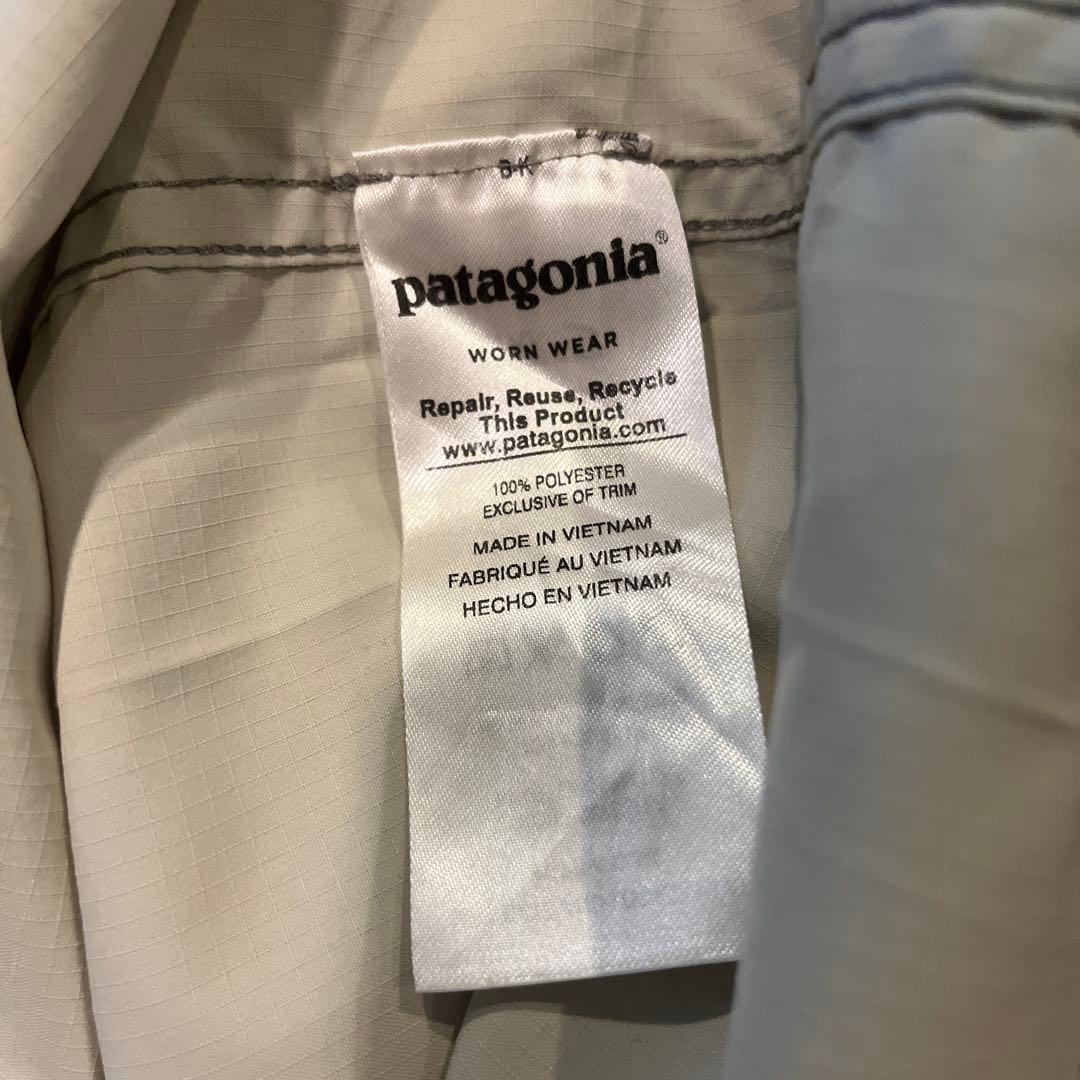 patagonia®
WORN WEAR
Repair, Reuse, Recycle
This Product
www.patagonia.com
100% POLYESTER
EXCLUSIVE OF TRIM
MADE IN VIETNAM
FABRIQUÉ AU VIETNAM
HECHO EN VIETNAM